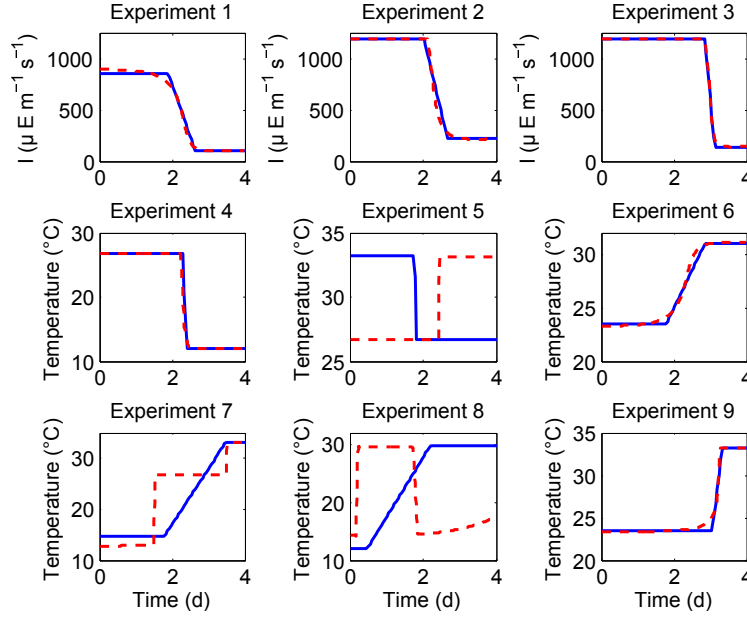 Experiment 1
Experiment 2
Experiment 3
I (μ E m⁻¹ s⁻¹)
1000
500
0
0
2
4
I (μ E m⁻¹ s⁻¹)
1000
500
0
0
2
4
I (μ E m⁻¹ s⁻¹)
1000
500
0
0
2
4
Experiment 4
Experiment 5
Experiment 6
Temperature (°C)
30
20
10
0
2
4
Temperature (°C)
35
30
25
0
2
4
Temperature (°C)
30
25
20
0
2
4
Experiment 7
Experiment 8
Experiment 9
Temperature (°C)
30
20
10
0
2
4
Time (d)
Temperature (°C)
30
20
10
0
2
4
Time (d)
Temperature (°C)
35
30
25
20
0
2
4
Time (d)